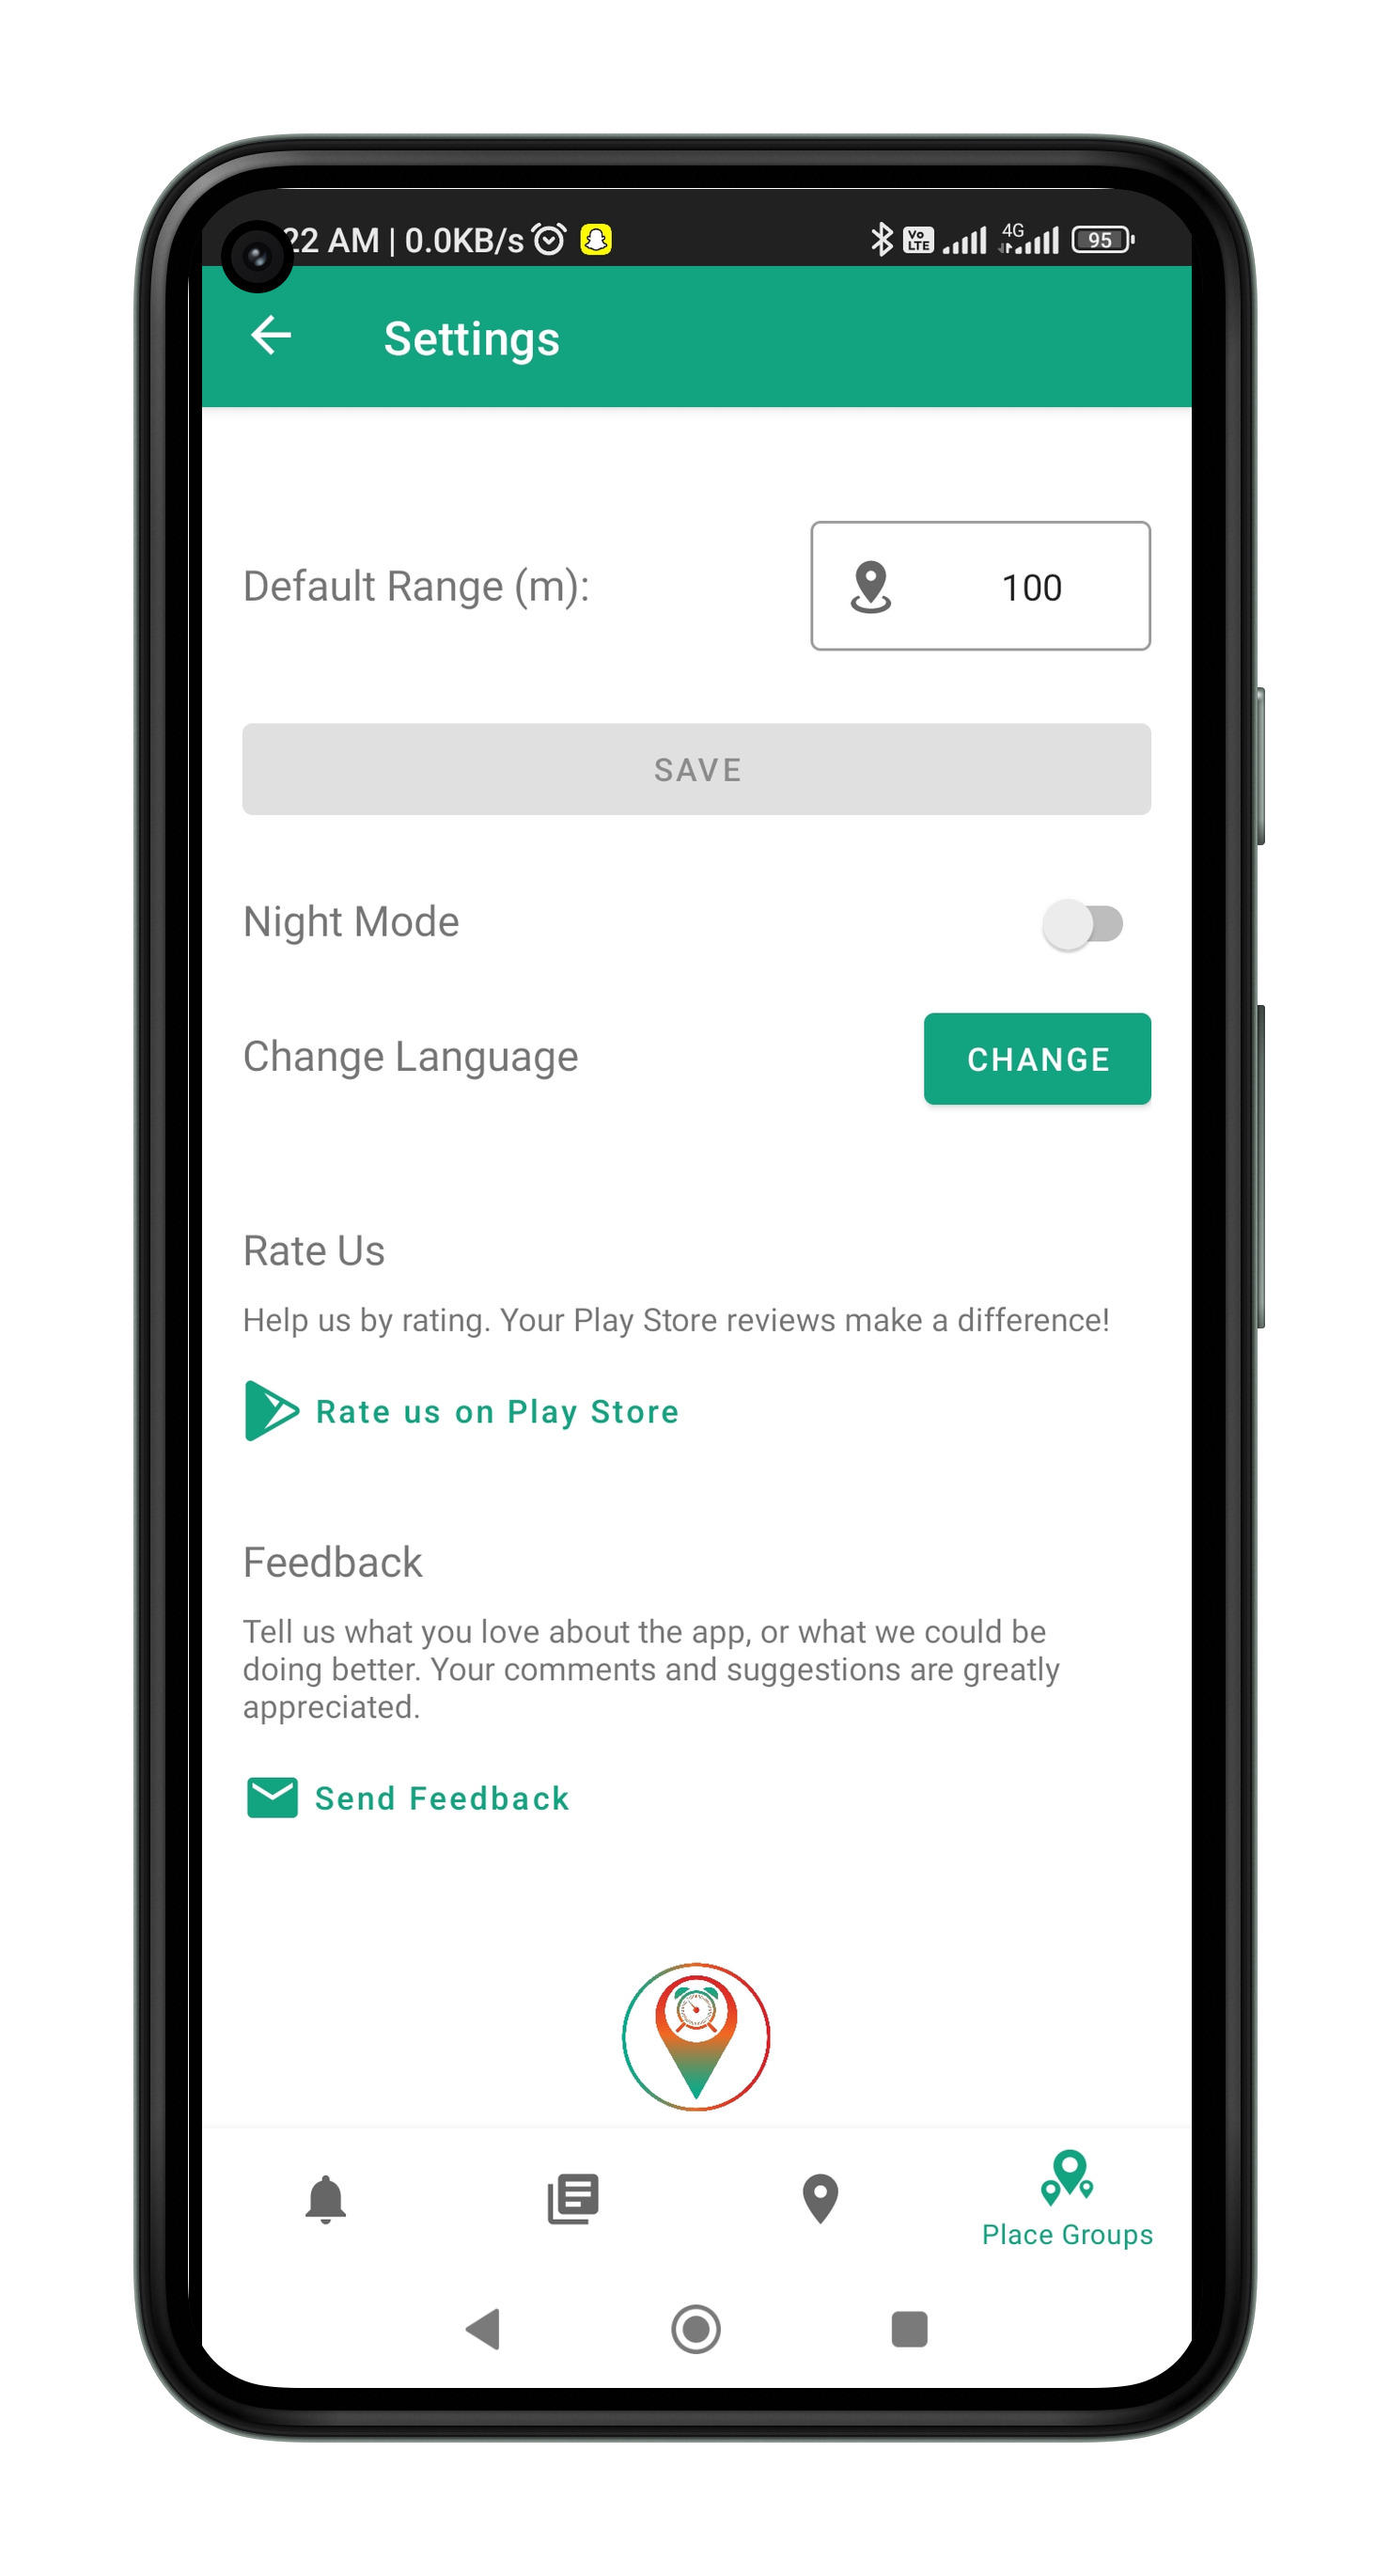 22 AM | 0.0KB/s
Vo LTE 4G 95
Settings
Default Range (m):
100
SAVE
Night Mode
Change Language
CHANGE
Rate Us
Help us by rating. Your Play Store reviews make a difference!
Rate us on Play Store
Feedback
Tell us what you love about the app, or what we could be
doing better. Your comments and suggestions are greatly
appreciated.
Send Feedback
Place Groups